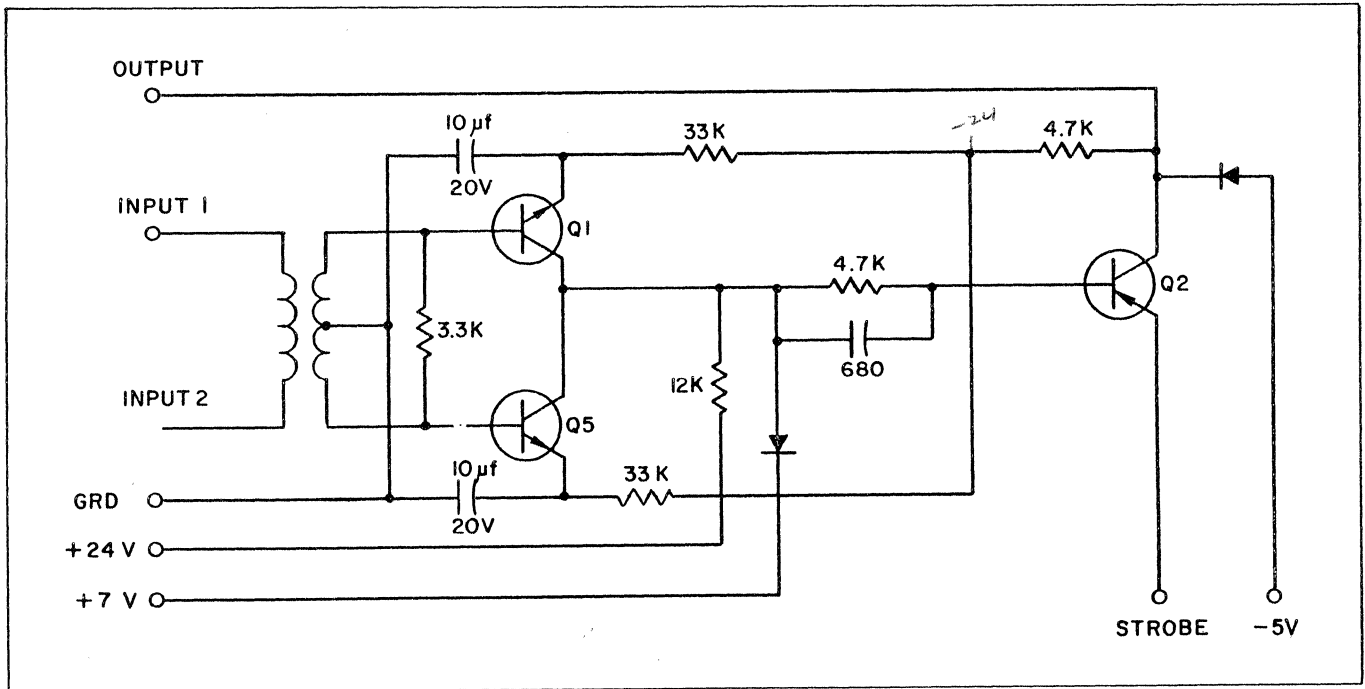 OUTPUT
10 µf
20V
33K
-24
4.7K
INPUT 1
Q1
3.3K
4.7K
680
Q2
12K
INPUT 2
Q5
10 µf
20V
33 K
GRD
+24 V
+7 V
STROBE
-5V